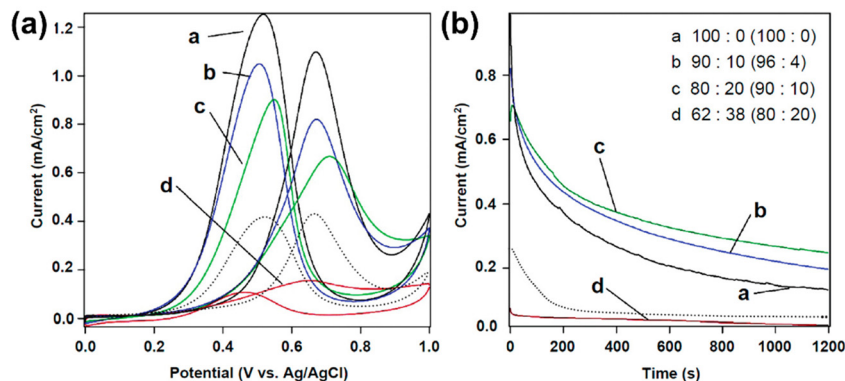 (a)
1.2
1.0
0.8
0.6
0.4
0.2
0.0
Current (mA/cm²)
a
b
c
d
0.0 0.2 0.4 0.6 0.8 1.0
Potential (V vs. Ag/AgCl)
(b)
0.8
0.6
0.4
0.2
0.0
Current (mA/cm²)
a 100 : 0 (100 : 0)
b 90 : 10 (96 : 4)
c 80 : 20 (90 : 10)
d 62 : 38 (80 : 20)
c
b
a
d
0 200 400 600 800 1000 1200
Time (s)